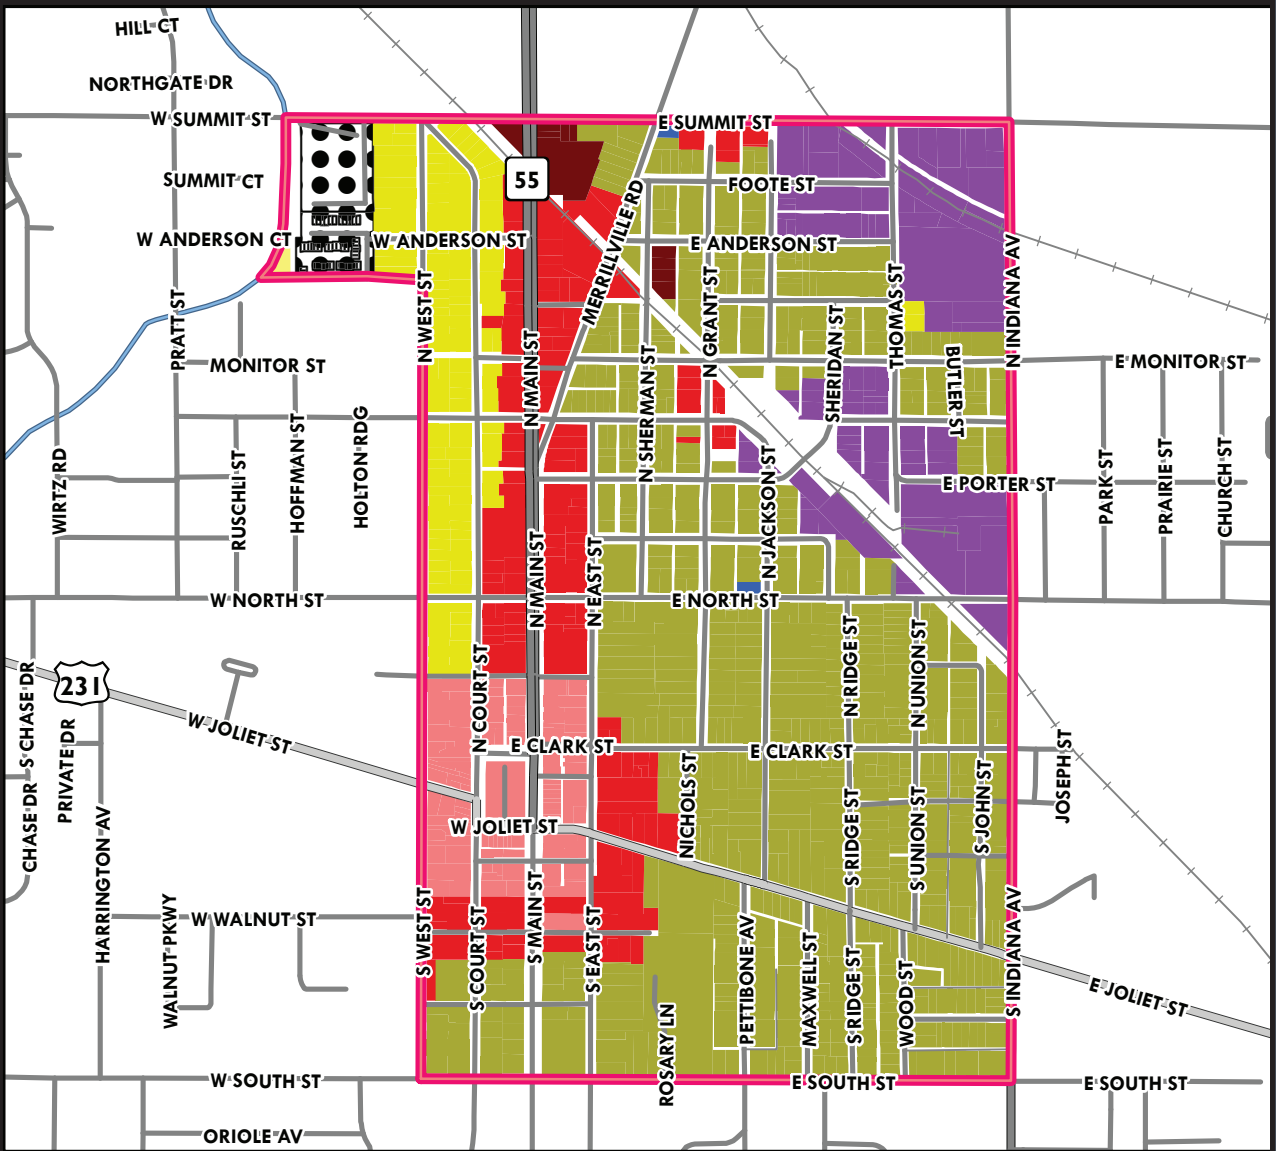 HILL CT
NORTHGATE DR
W SUMMIT ST
E SUMMIT ST
SUMMIT CT
55
FOOTE ST
W ANDERSON CT
W ANDERSON ST
E ANDERSON ST
MERRILLVILLE RD
N INDIANA AV
PRATT ST
N WEST ST
N GRANT ST
THOMAS ST
SHERIDAN ST
MONITOR ST
N MAIN ST
N SHERMAN ST
BUTLER ST
E MONITOR ST
WIRTZ RD
RUSCHLI ST
HOFFMAN ST
HOLTON RDG
N JACKSON ST
E PORTER ST
PARK ST
PRAIRIE ST
CHURCH ST
N MAIN ST
N EAST ST
W NORTH ST
E NORTH ST
231
S CHASE DR
CHASE DR
PRIVATE DR
W JOLIET ST
N COURT ST
N RIDGE ST
N UNION ST
E CLARK ST
E CLARK ST
JOSEPH ST
HARRINGTON AV
W JOLIET ST
NICHOLS ST
S RIDGE ST
S UNION ST
S JOHN ST
WALNUT PKWY
W WALNUT ST
S WEST ST
S COURT ST
S MAIN ST
S EAST ST
PETTIBONE AV
MAXWELL ST
S RIDGE ST
WOOD ST
S INDIANA AV
E JOLIET ST
ROSARY LN
W SOUTH ST
E SOUTH ST
E SOUTH ST
ORIOLE AV